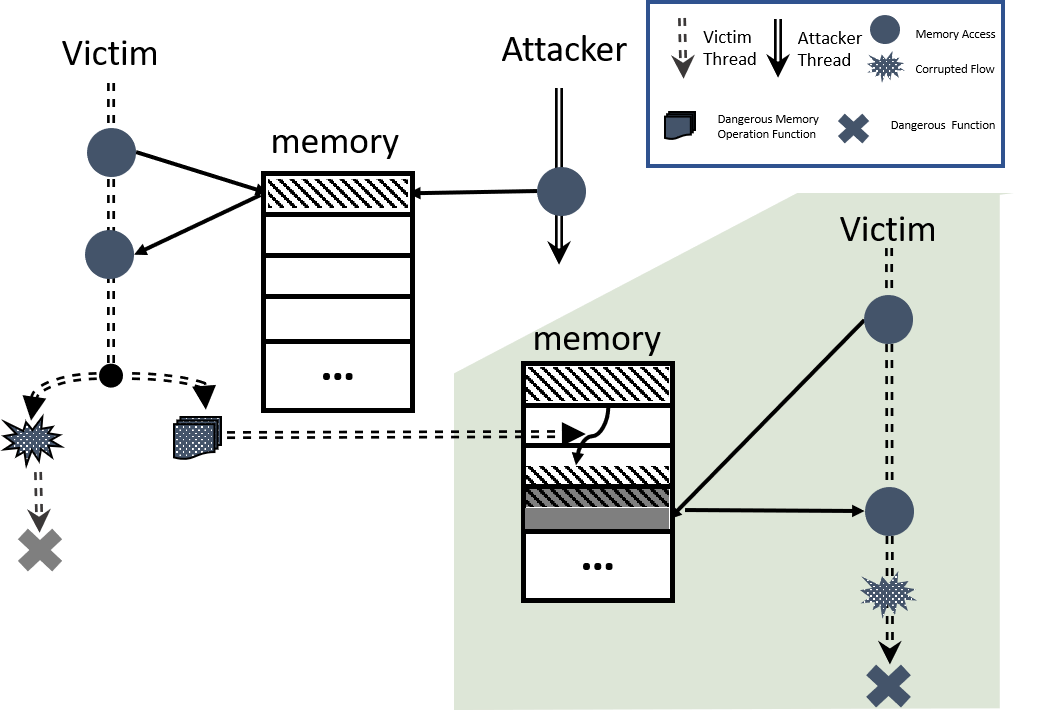 Victim
Attacker
memory
Victim
Thread
Attacker
Thread
Memory Access
Corrupted Flow
Dangerous Memory
Operation Function
Dangerous Function
...
Victim
memory
...